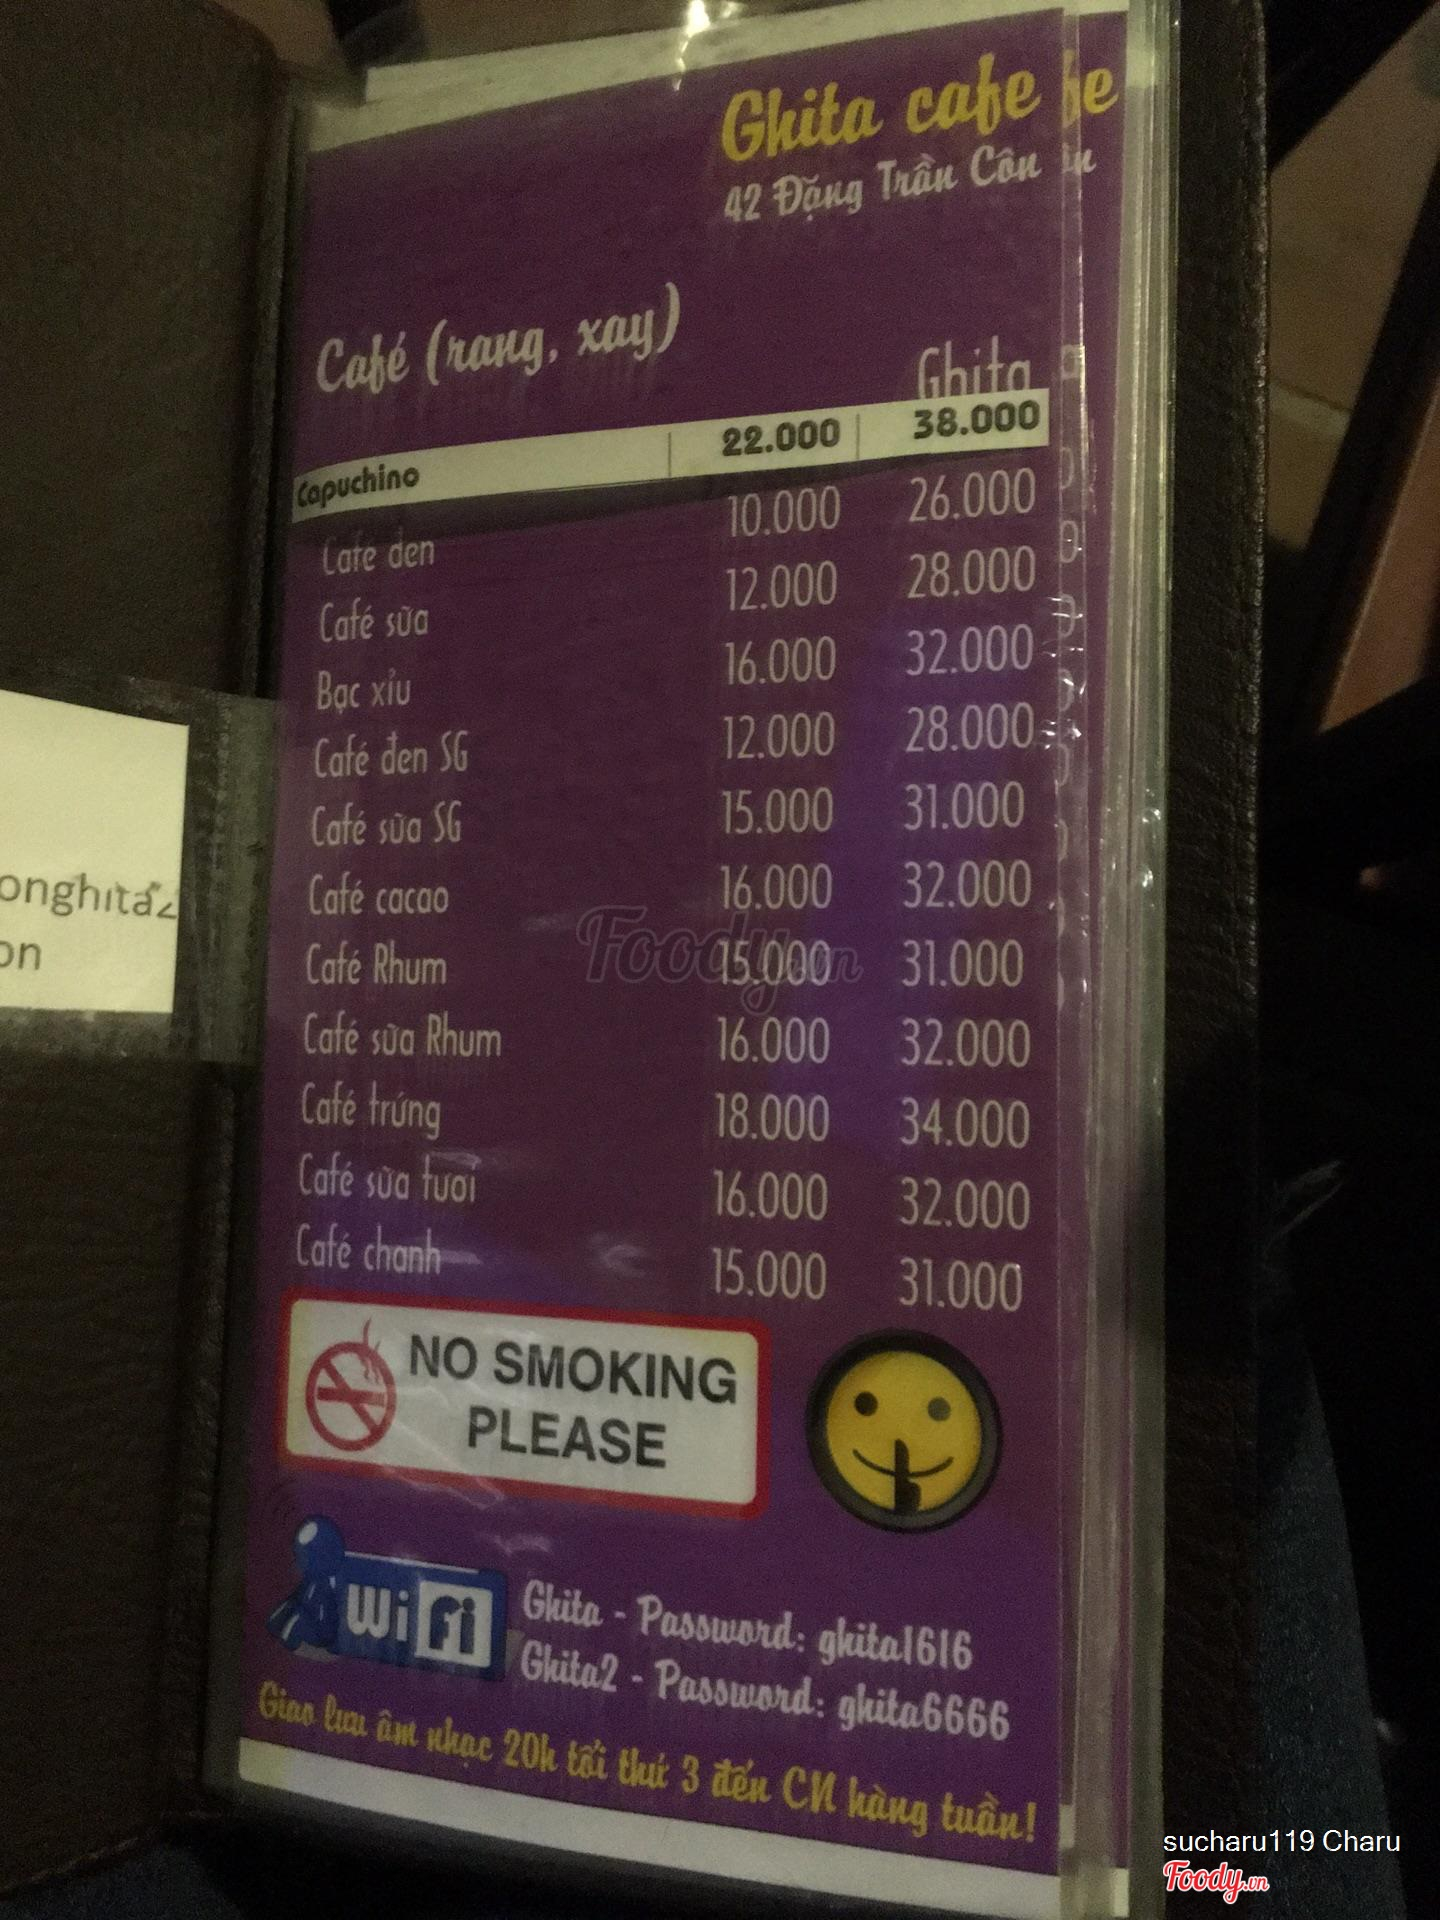 Ghita cafe fe
42 Đặng Trần Côn ôn
Café (rang, xay)
Ghita
Capuchino 22.000 38.000
Café đen 10.000 26.000
Café sữa 12.000 28.000
Bạc xỉu 16.000 32.000
Café đen SG 12.000 28.000
Café sữa SG 15.000 31.000
Café cacao 16.000 32.000
Café Rhum 15.000 31.000
Café sữa Rhum 16.000 32.000
Café trứng 18.000 34.000
Café sữa tươi 16.000 32.000
Café chanh 15.000 31.000
NO SMOKING
PLEASE
WiFi
Ghita - Password: ghita1616
Ghita2 - Password: ghita6666
Giao lưu âm nhạc 20h tối thứ 3 đến CN hàng tuần!
onghita2
on
Foody.vn
sucharu119 Charu
Foody.vn